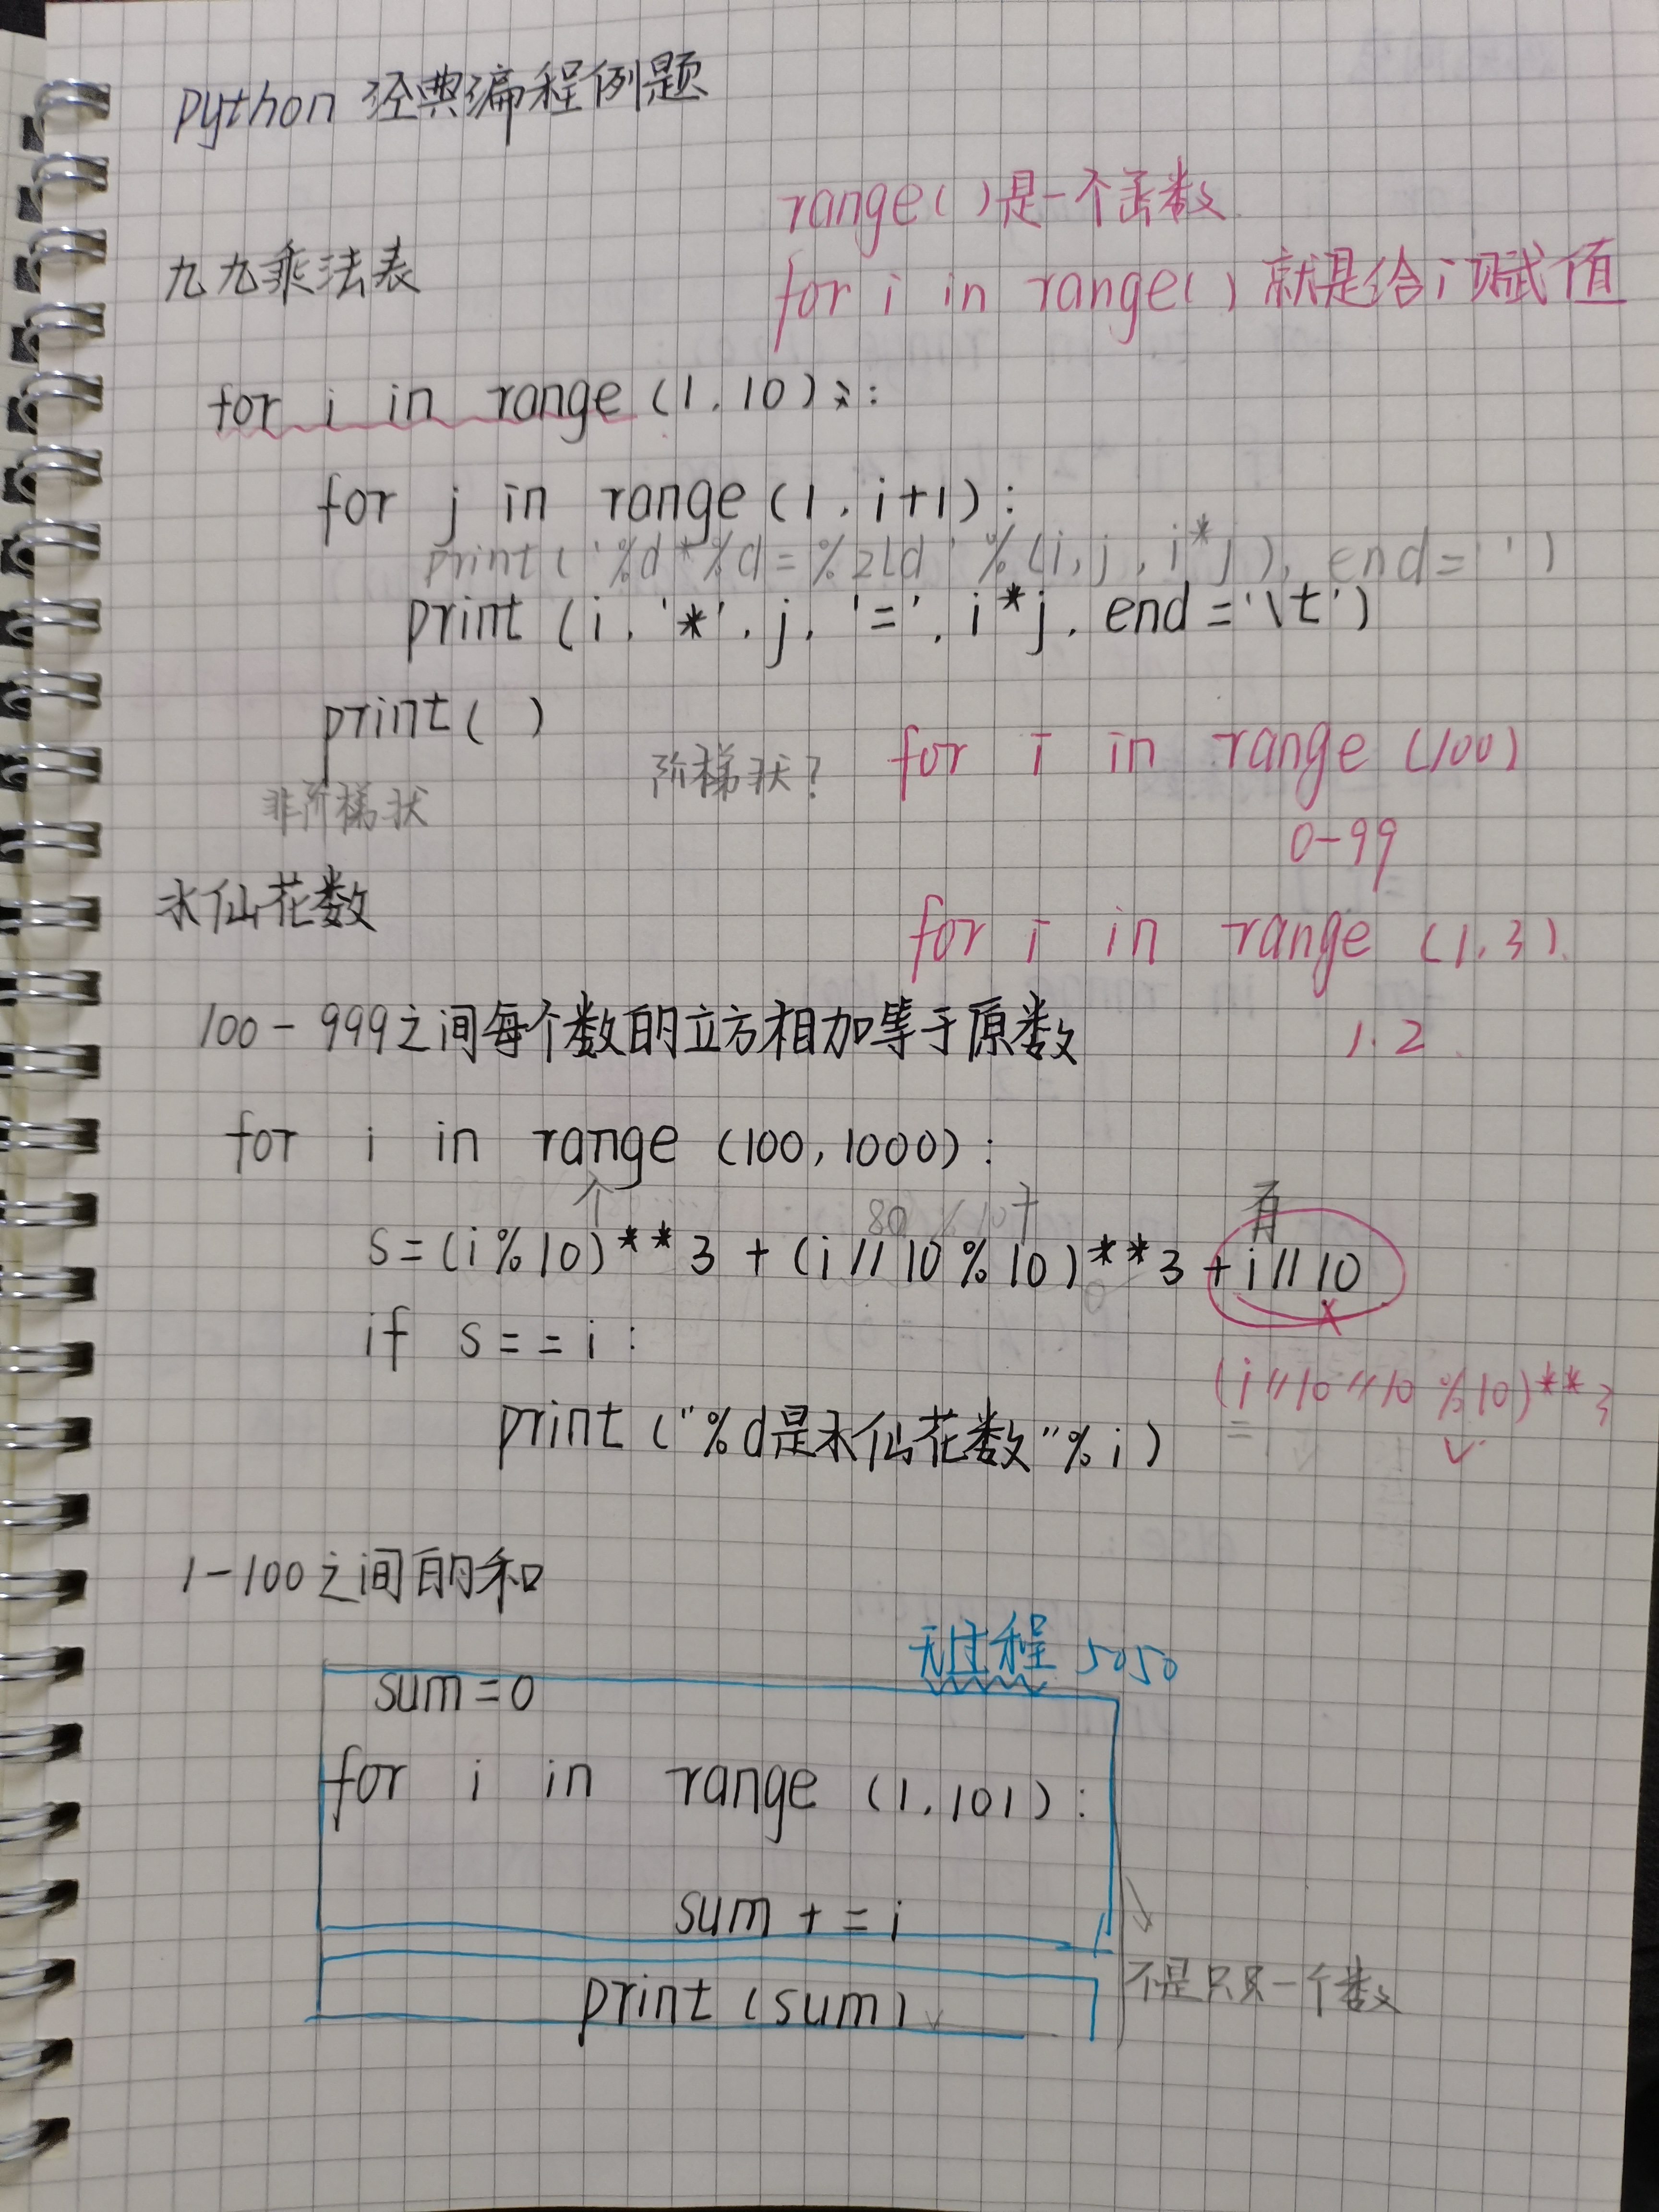 python 经典编程例题
range()是一个函数
九九乘法表
for i in range()就是给i赋值
for i in range(1,10):
for j in range(1,i+1):
print('%d*%d=%2ld'%(i,j,i*j),end=' ')
print(i,'*',j,'=',i*j,end='\t')
print( )
非阶梯状
阶梯状?
for i in range(100)
0-99
水仙花数
for i in range (1,3)
1.2
100-999之间每个数的立方相加等于原数
for i in range (100,1000):
个
80 %10 十
百
s=(i%10)**3+(i//10%10)**3+i//10
0
if s==i:
(i//10//10%10)**3
print("%d是水仙花数"%i)
1-100之间的和
无过程 5050
sum=0
for i in range (1,101):
sum+=i
print(sum)
不是只一个数